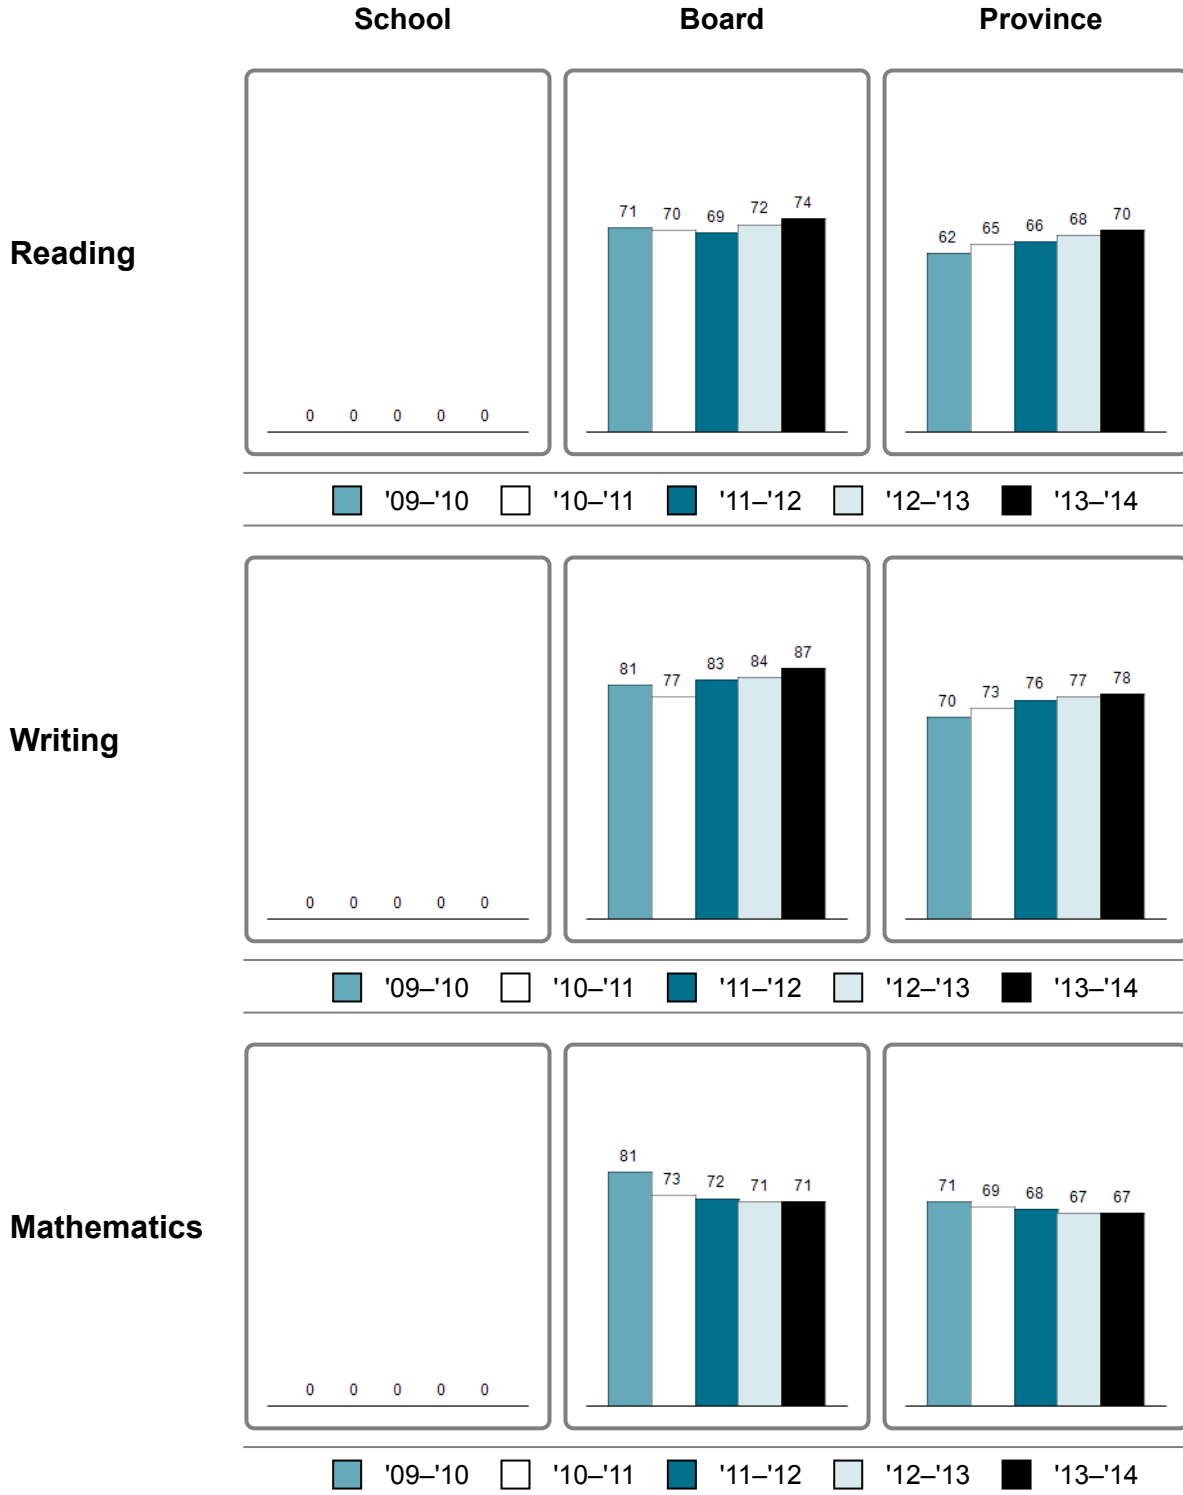 School Board Province
Reading
0 0 0 0 0
71 70 69 72 74
62 65 66 68 70
'09–'10 '10–'11 '11–'12 '12–'13 '13–'14
Writing
0 0 0 0 0
81 77 83 84 87
70 73 76 77 78
'09–'10 '10–'11 '11–'12 '12–'13 '13–'14
Mathematics
0 0 0 0 0
81 73 72 71 71
71 69 68 67 67
'09–'10 '10–'11 '11–'12 '12–'13 '13–'14